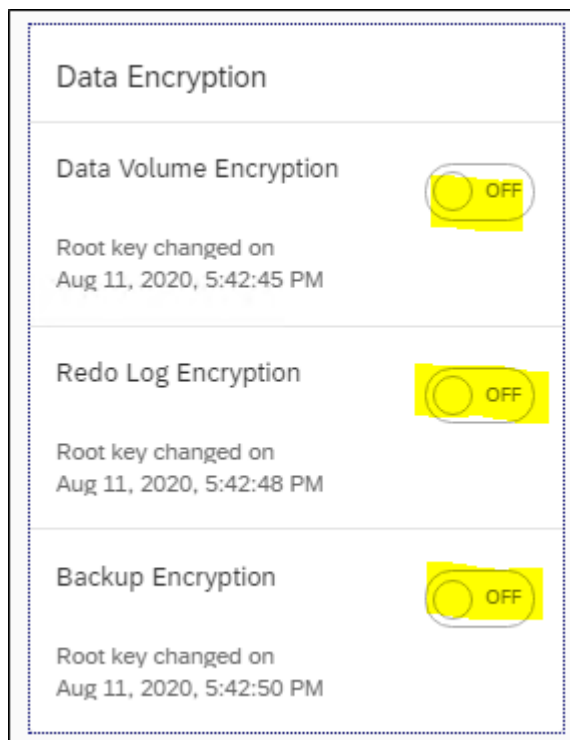 Data Encryption
Data Volume Encryption
OFF
Root key changed on
Aug 11, 2020, 5:42:45 PM
Redo Log Encryption
OFF
Root key changed on
Aug 11, 2020, 5:42:48 PM
Backup Encryption
OFF
Root key changed on
Aug 11, 2020, 5:42:50 PM